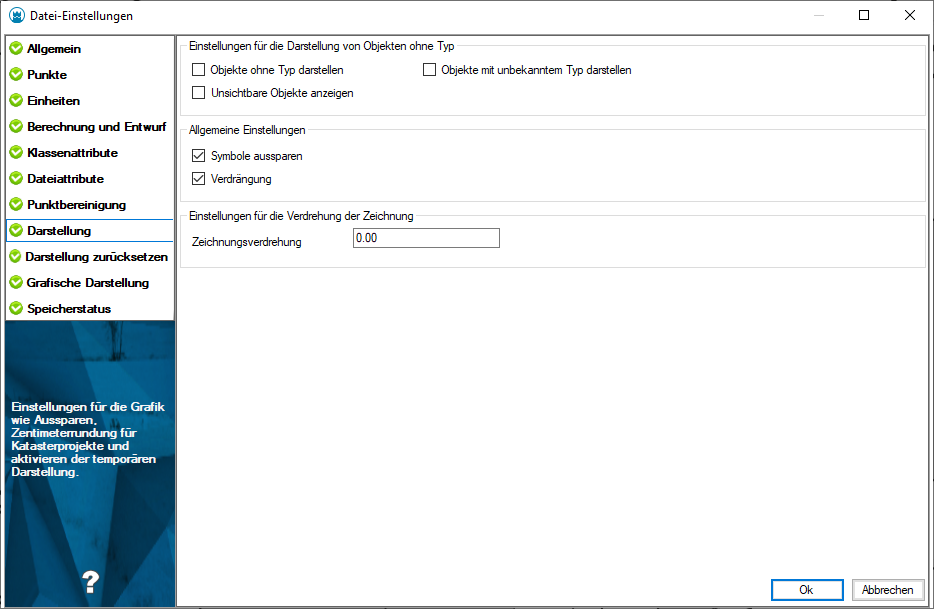 Datei-Einstellungen
Allgemein
Punkte
Einheiten
Berechnung und Entwurf
Klassenattribute
Dateiattribute
Punktbereinigung
Darstellung
Darstellung zurücksetzen
Grafische Darstellung
Speicherstatus
Einstellungen für die Grafik
wie Aussparen,
Zentimeterrundung für
Katasterprojekte und
aktivieren der temporären
Darstellung.
?
Einstellungen für die Darstellung von Objekten ohne Typ
Objekte ohne Typ darstellen
Objekte mit unbekanntem Typ darstellen
Unsichtbare Objekte anzeigen
Allgemeine Einstellungen
Symbole aussparen
Verdrängung
Einstellungen für die Verdrehung der Zeichnung
Zeichnungsverdrehung
0.00
Ok
Abbrechen